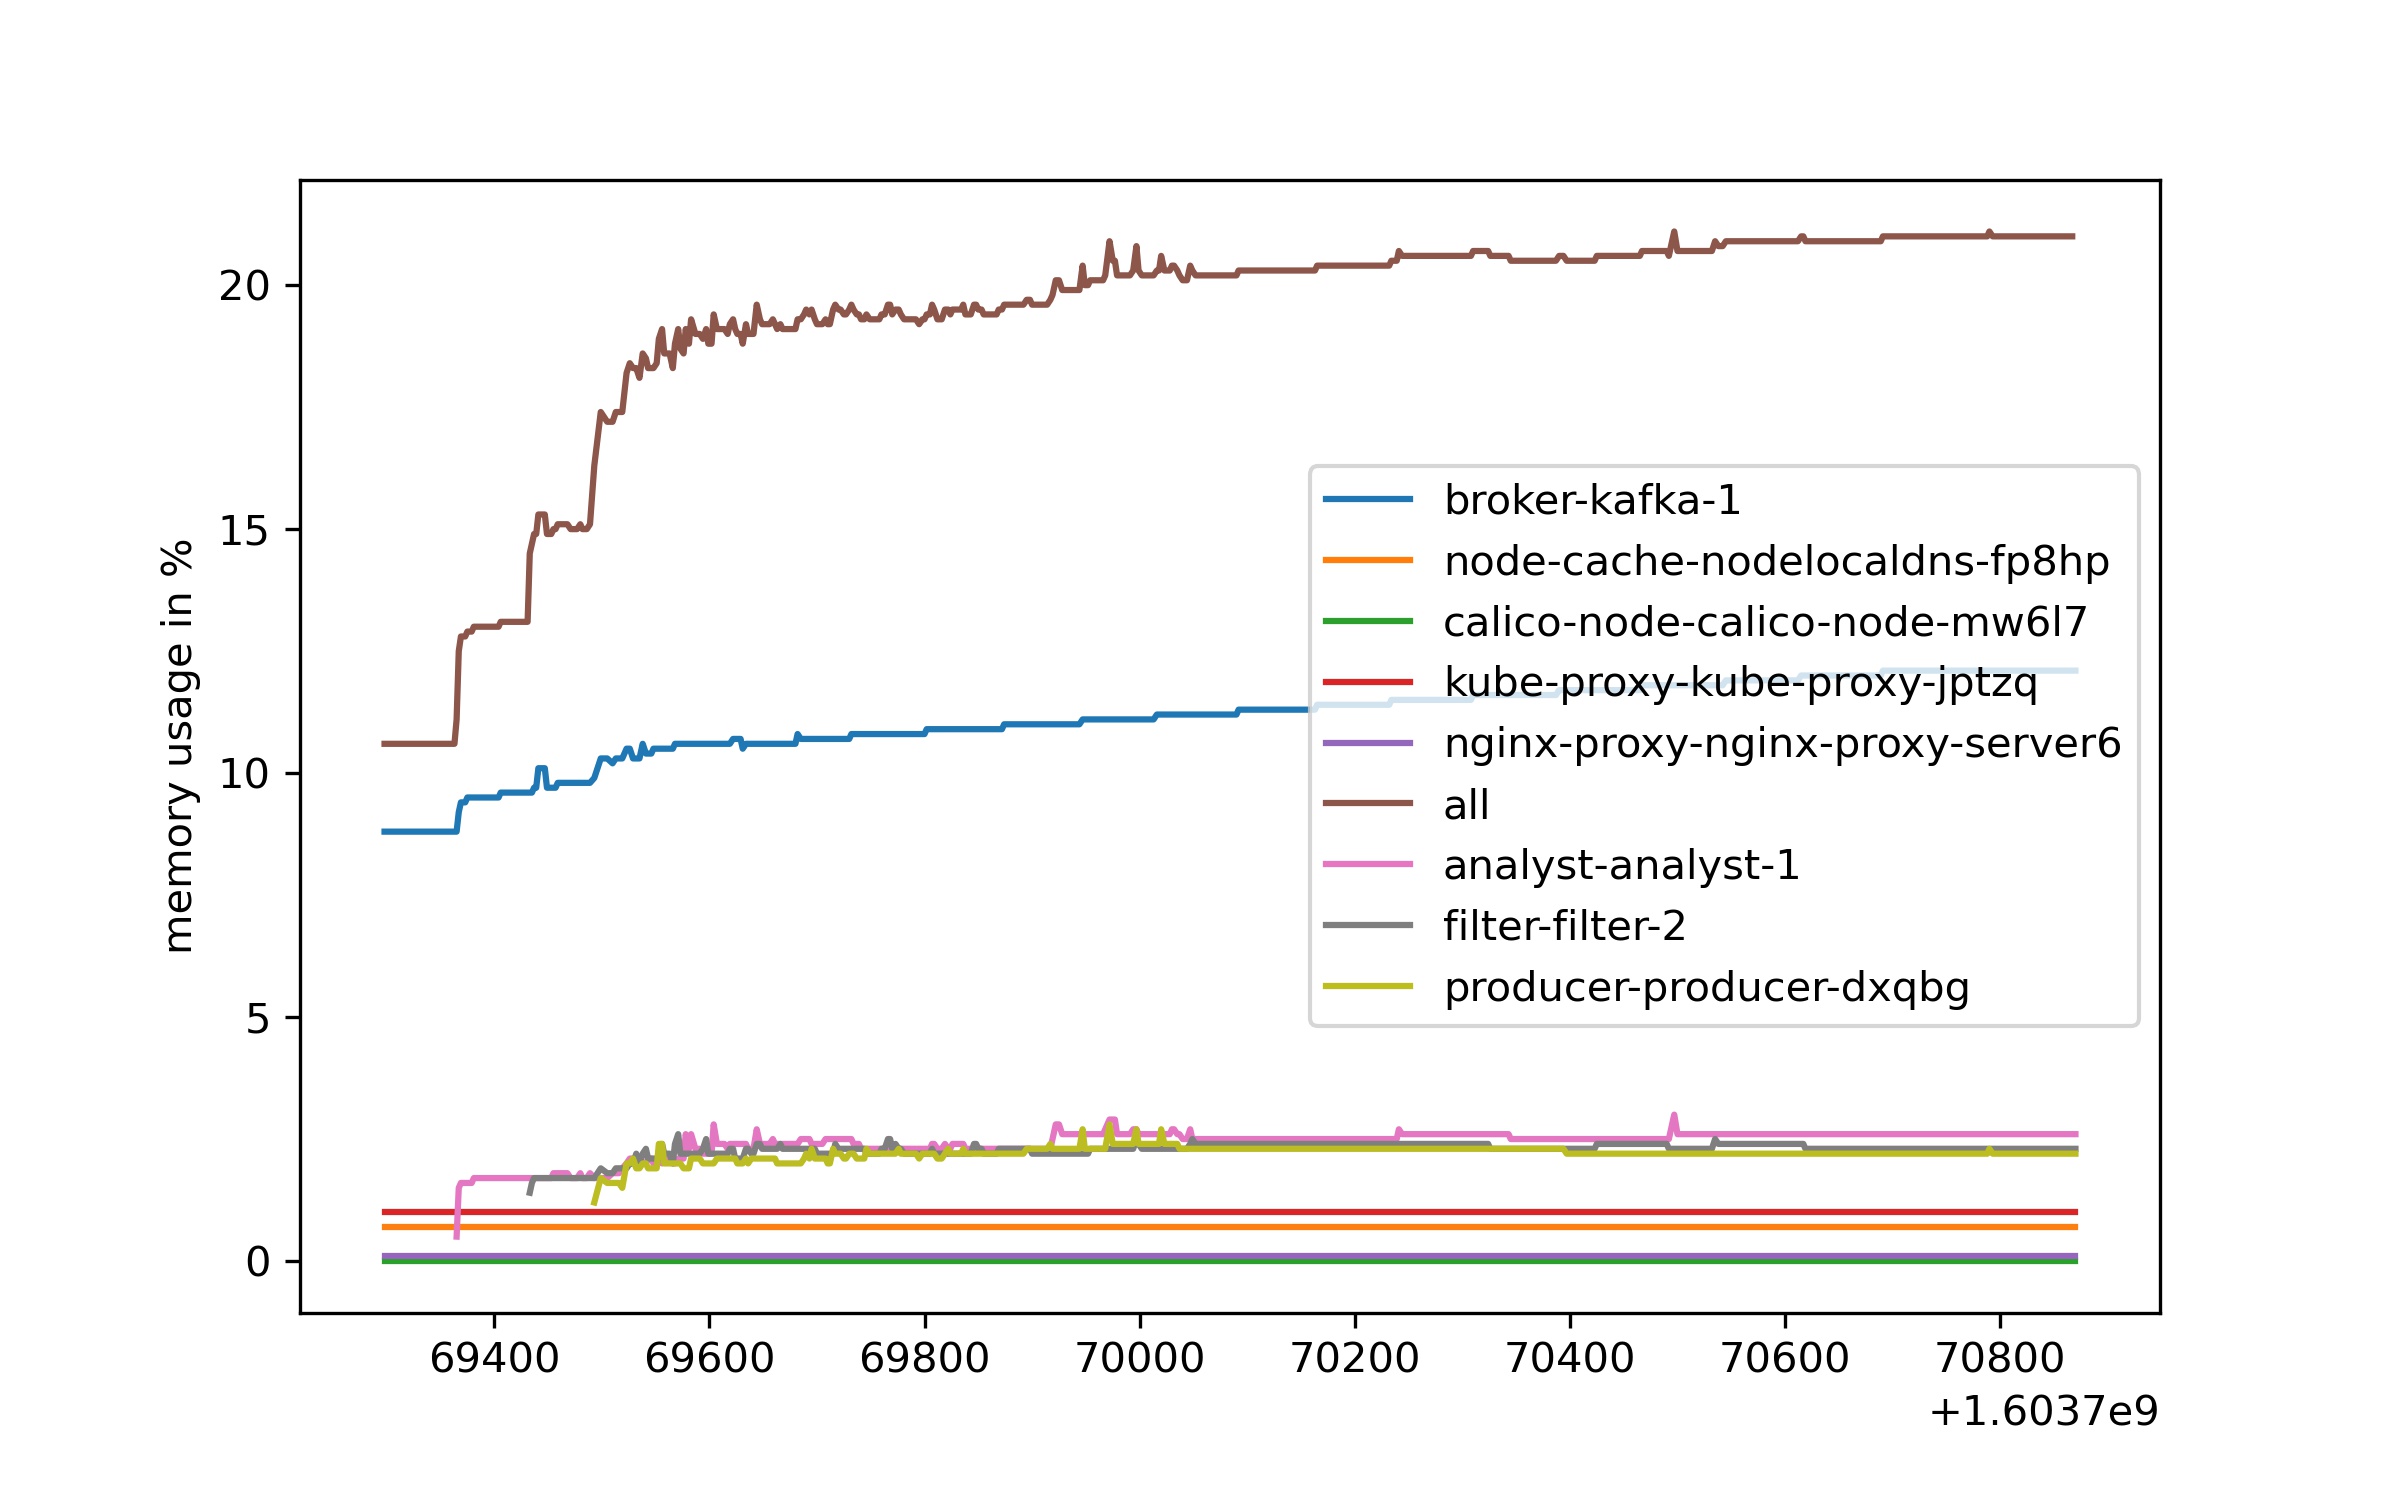 memory usage in %
20
15
10
5
0
broker-kafka-1
node-cache-nodelocaldns-fp8hp
calico-node-calico-node-mw6l7
kube-proxy-kube-proxy-jptzq
nginx-proxy-nginx-proxy-server6
all
analyst-analyst-1
filter-filter-2
producer-producer-dxqbg
69400 69600 69800 70000 70200 70400 70600 70800
+1.6037e9